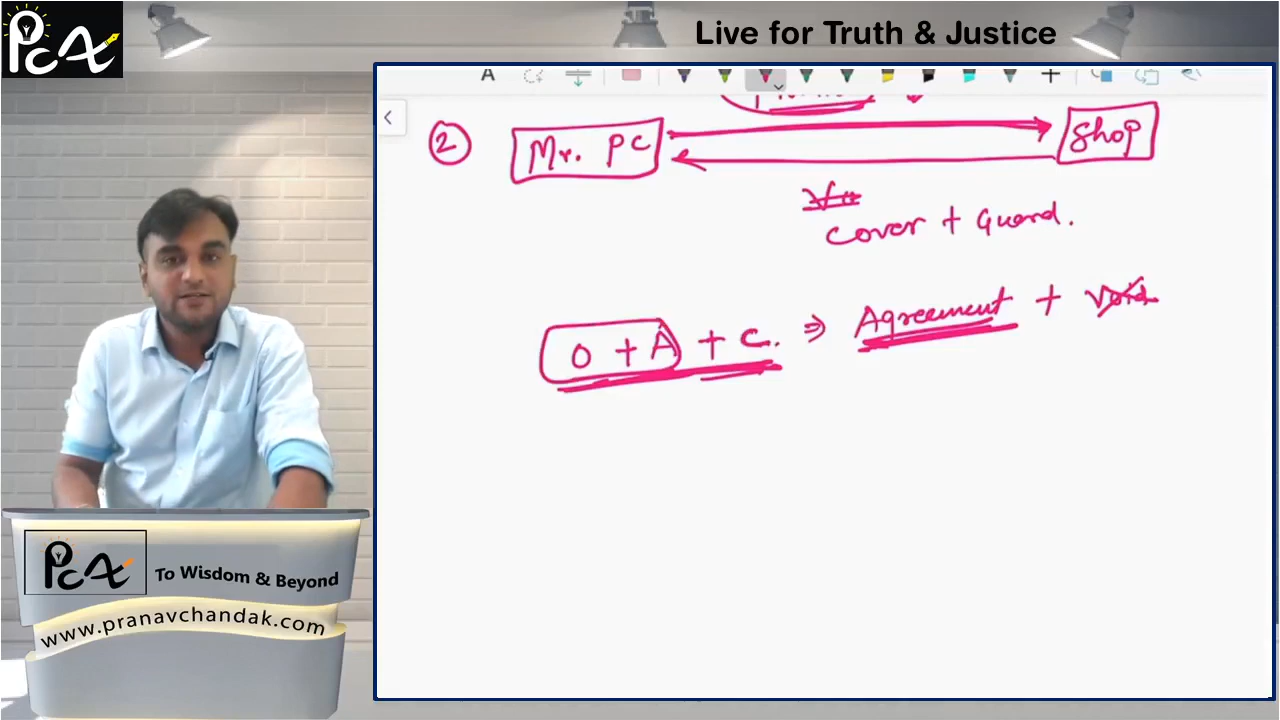 PCA
Live for Truth & Justice
A
②
Mr. PC
Shop
Cover + Guard.
O + A + C. ⇒ Agreement + Void
PCA
To Wisdom & Beyond
www.pranavchandak.com